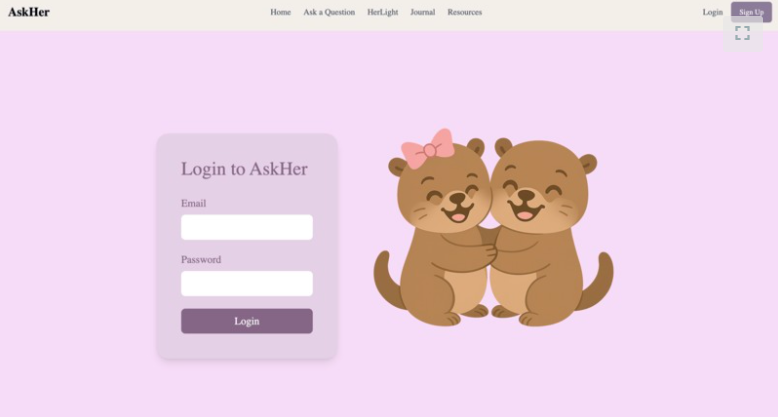 AskHer
Home Ask a Question HerLight Journal Resources
Login Sign Up
Login to AskHer
Email
Password
Login